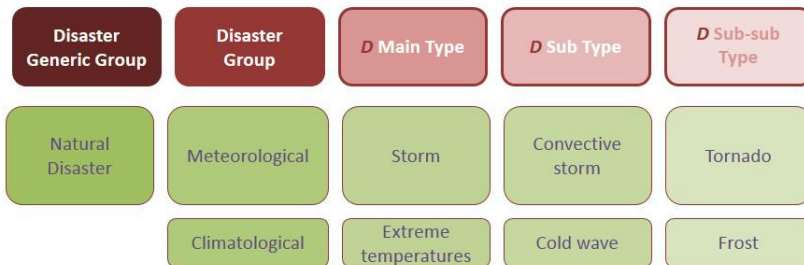 Disaster
Generic Group
Disaster
Group
D Main Type
D Sub Type
D Sub-sub
Type
Natural
Disaster
Meteorological
Storm
Convective
storm
Tornado
Climatological
Extreme
temperatures
Cold wave
Frost